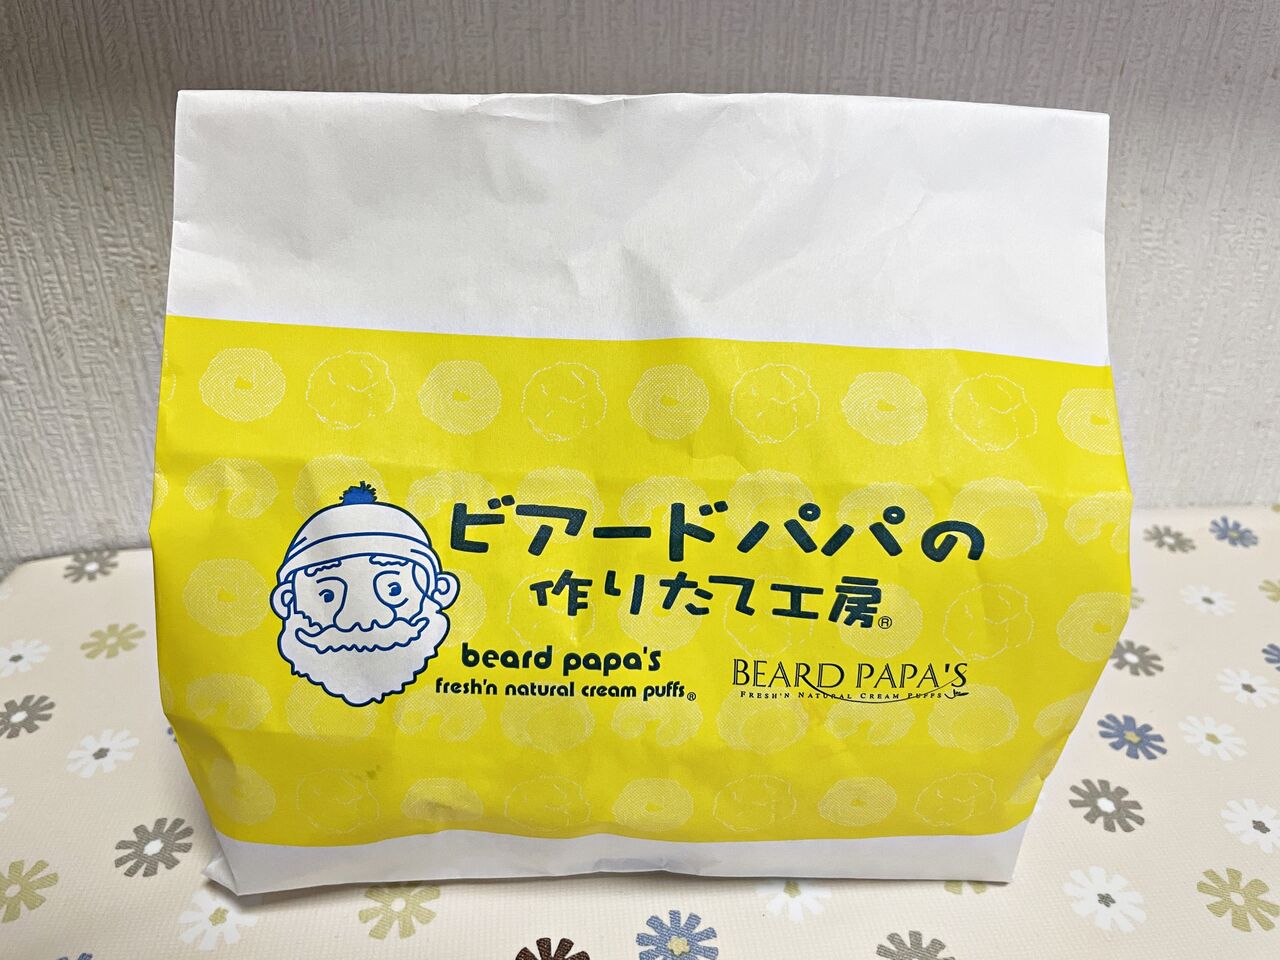 ビアードパパの
作りたて工房®
beard papa's
fresh'n natural cream puffs®
BEARD PAPA'S
FRESH'N NATURAL CREAM PUFFS